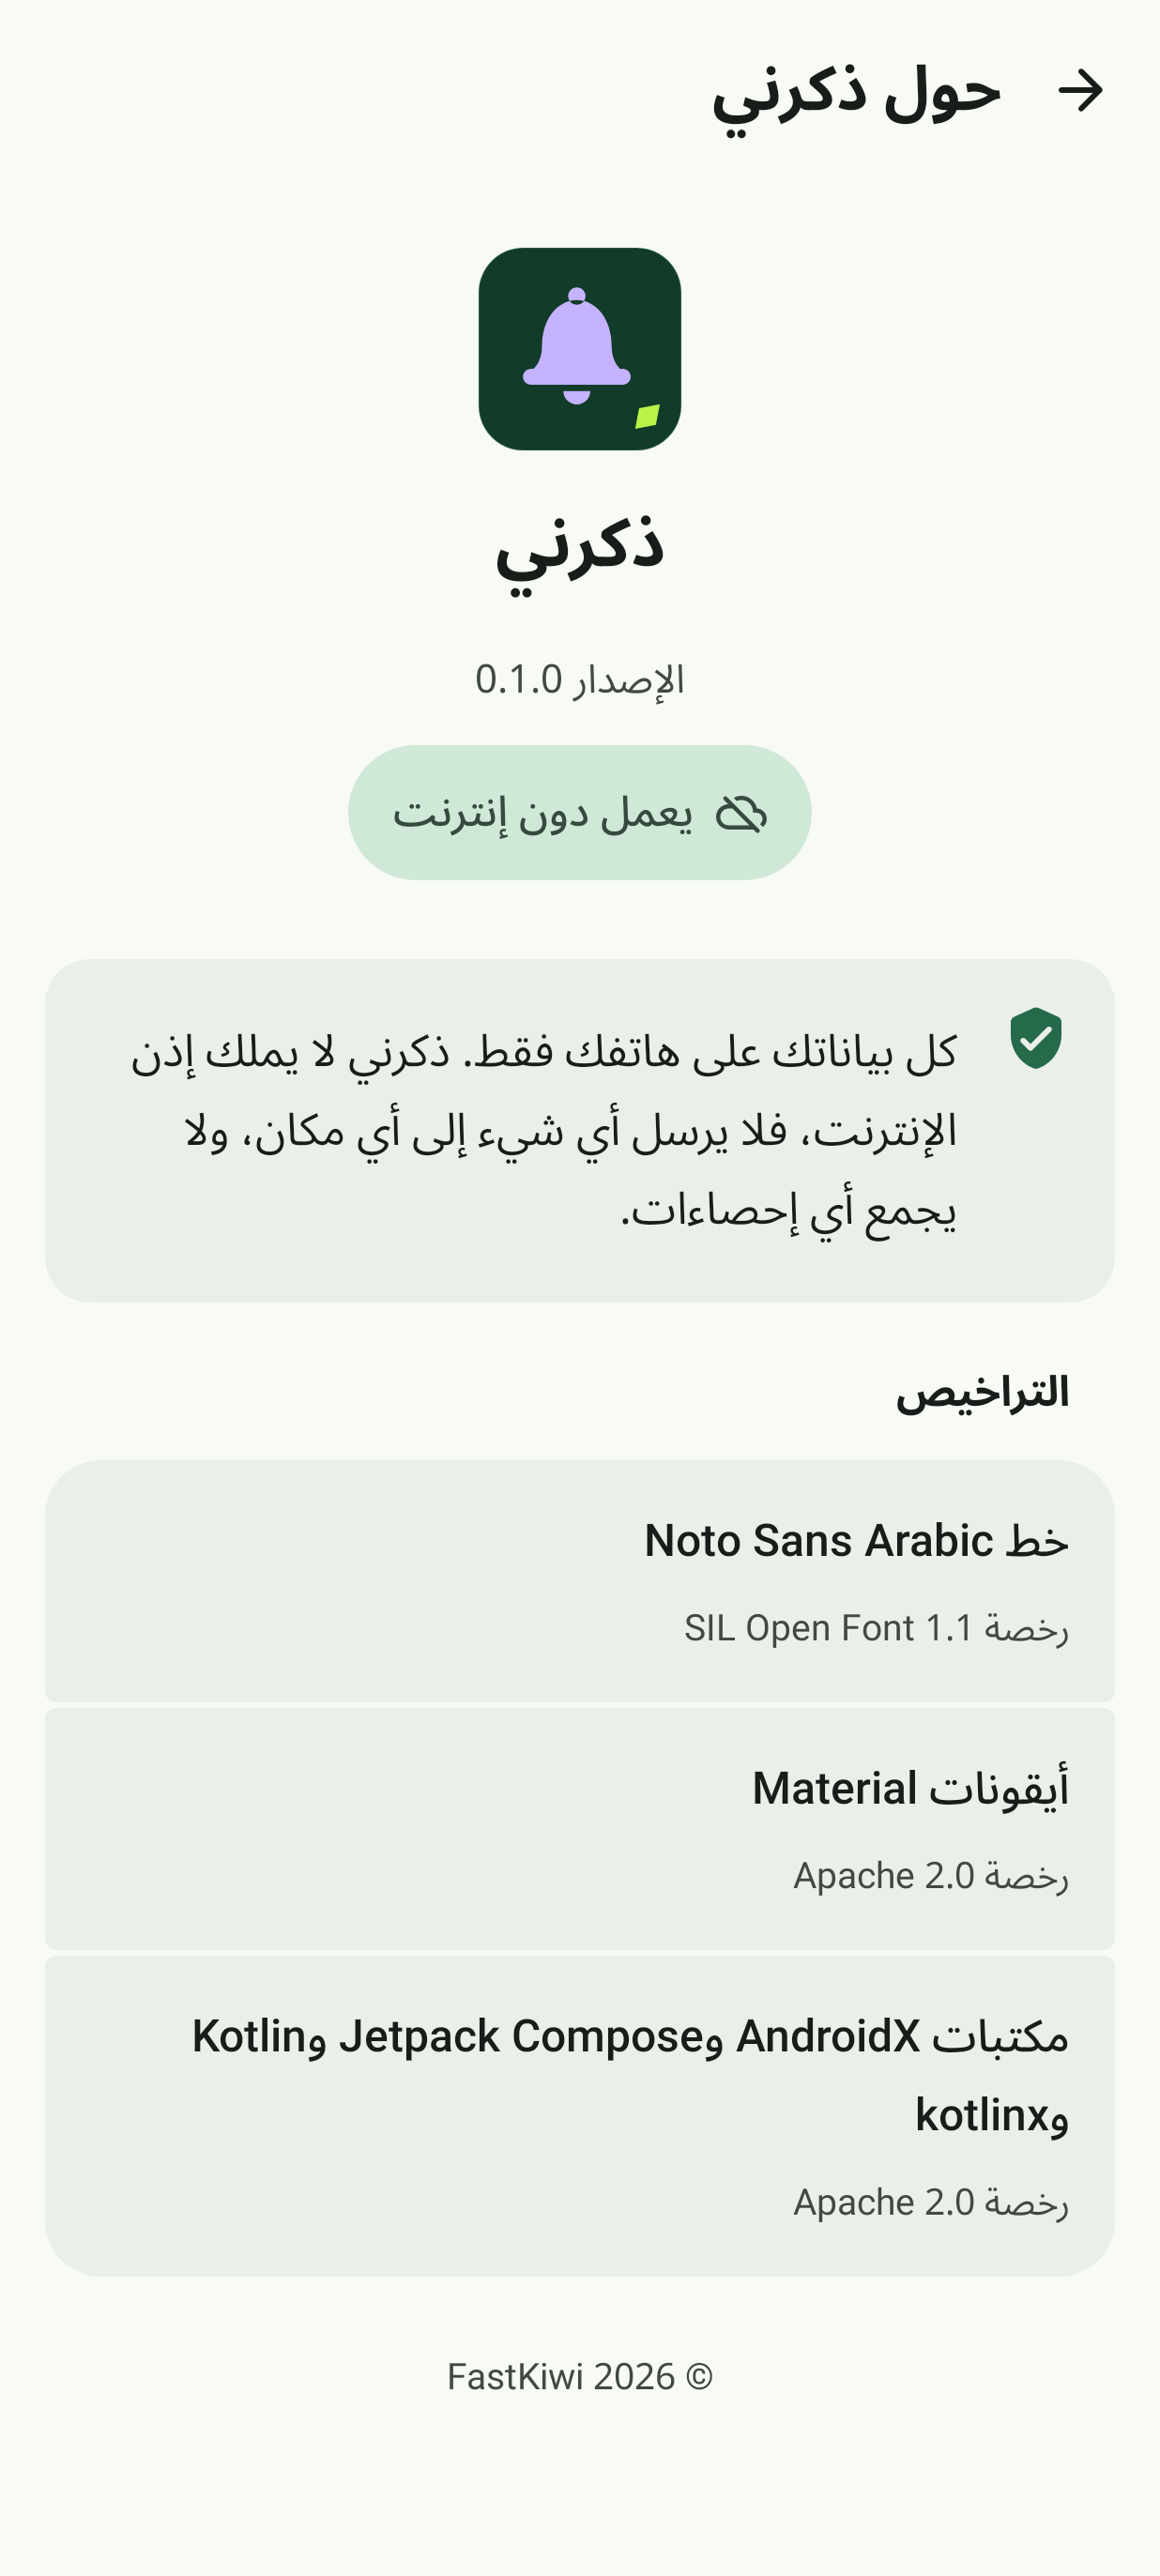 حول ذكرني
ذكرني
الإصدار 0.1.0
يعمل دون إنترنت
كل بياناتك على هاتفك فقط. ذكرني لا يملك إذن
الإنترنت، فلا يرسل أي شيء إلى أي مكان، ولا
يجمع أي إحصاءات.
التراخيص
خط Noto Sans Arabic
رخصة SIL Open Font 1.1
أيقونات Material
رخصة Apache 2.0
مكتبات AndroidX وJetpack Compose وKotlin
وkotlinx
رخصة Apache 2.0
© 2026 FastKiwi